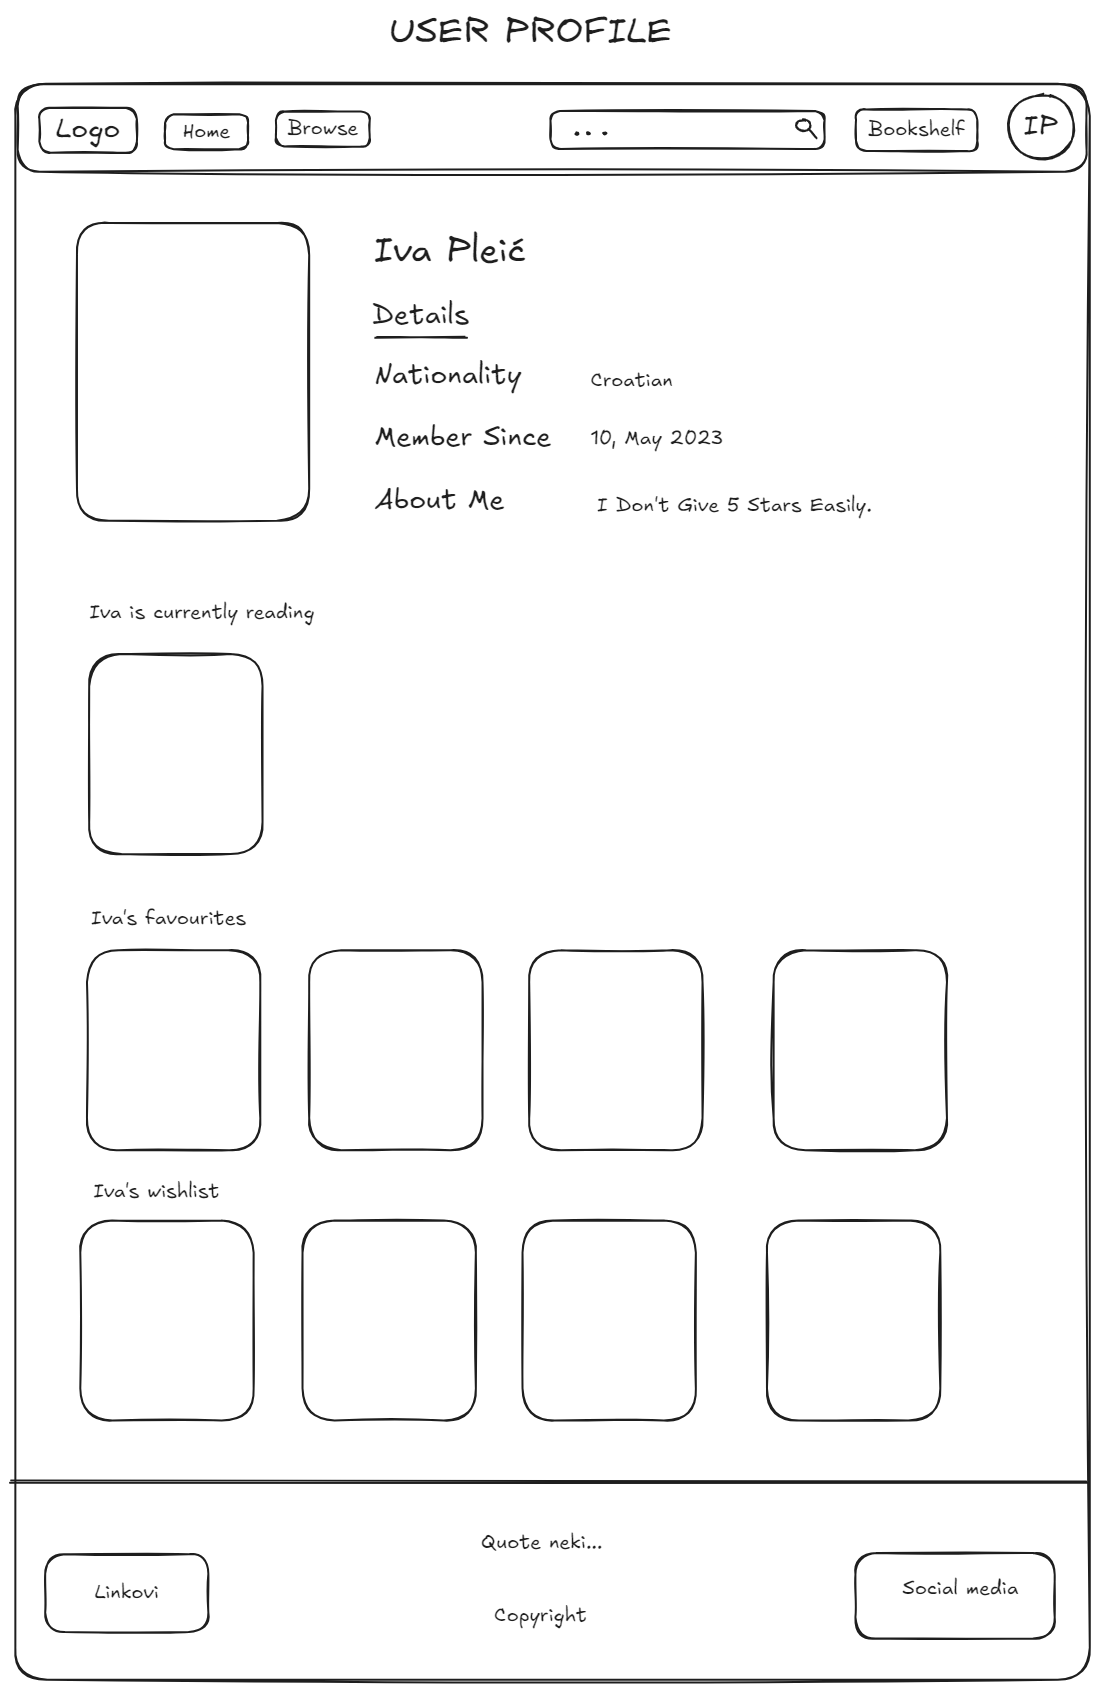 USER PROFILE
Logo
Home
Browse
...
Bookshelf
IP
Iva Pleić
Details
Nationality
Croatian
Member Since
10, May 2023
About Me
I Don't Give 5 Stars Easily.
Iva is currently reading
Iva's favourites
Iva's wishlist
Quote neki...
Linkovi
Social media
Copyright